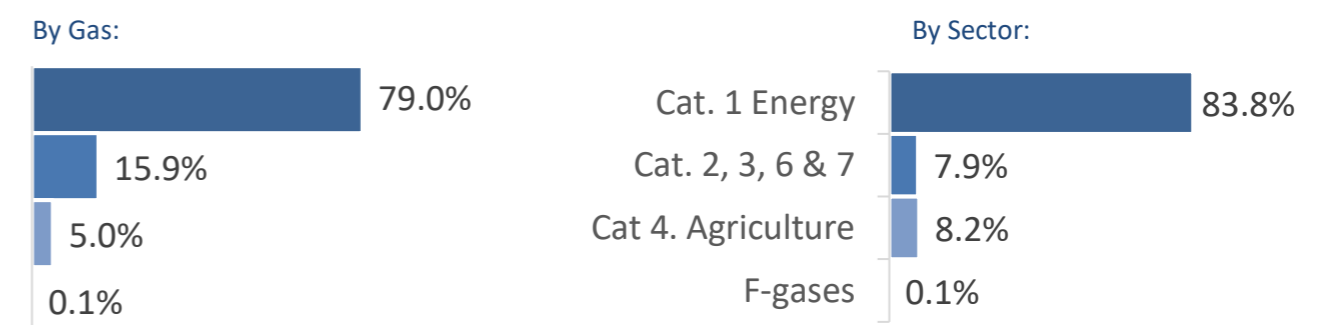 By Gas:
79.0%
15.9%
5.0%
0.1%
By Sector:
Cat. 1 Energy 83.8%
Cat. 2, 3, 6 & 7 7.9%
Cat 4. Agriculture 8.2%
F-gases 0.1%